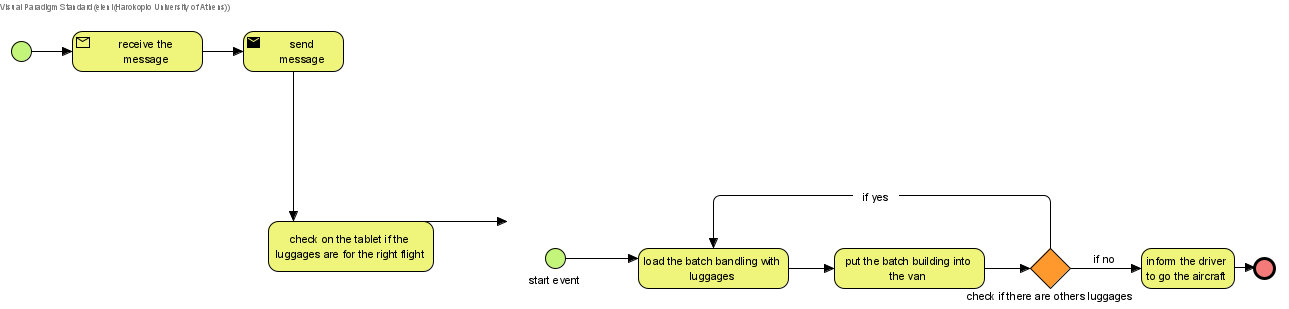 Visual Paradigm Standard(eleni(Harokopio University of Athens))
receive the
message
send
message
check on the tablet if the
luggages are for the right flight
if yes
start event
load the batch bandling with
luggages
put the batch building into
the van
if no
check if there are others luggages
inform the driver
to go the aircraft